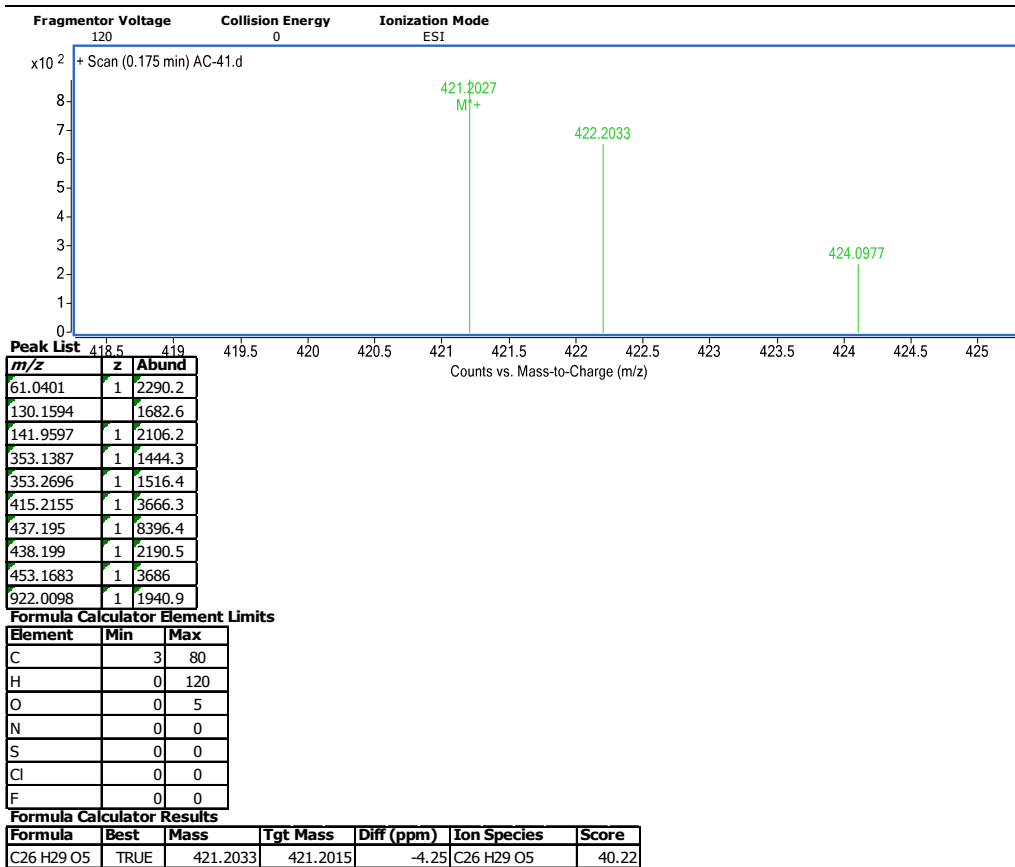 Fragmentor Voltage Collision Energy Ionization Mode
120 0 ESI
x10 2 + Scan (0.175 min) AC-41.d
421.2027
M*+
8
422.2033
7
6
5
4
3
424.0977
2
1
0
Peak List
418.5 419 419.5 420 420.5 421 421.5 422 422.5 423 423.5 424 424.5 425
Counts vs. Mass-to-Charge (m/z)
m/z z Abund
61.0401 1 2290.2
130.1594 1682.6
141.9597 1 2106.2
353.1387 1 1444.3
353.2696 1 1516.4
415.2155 1 3666.3
437.195 1 8396.4
438.199 1 2190.5
453.1683 1 3686
922.0098 1 1940.9
Formula Calculator Element Limits
Element Min Max
C 3 80
H 0 120
O 0 5
N 0 0
S 0 0
Cl 0 0
F 0 0
Formula Calculator Results
Formula Best Mass Tgt Mass Diff (ppm) Ion Species Score
C26 H29 O5 TRUE 421.2033 421.2015 -4.25 C26 H29 O5 40.22